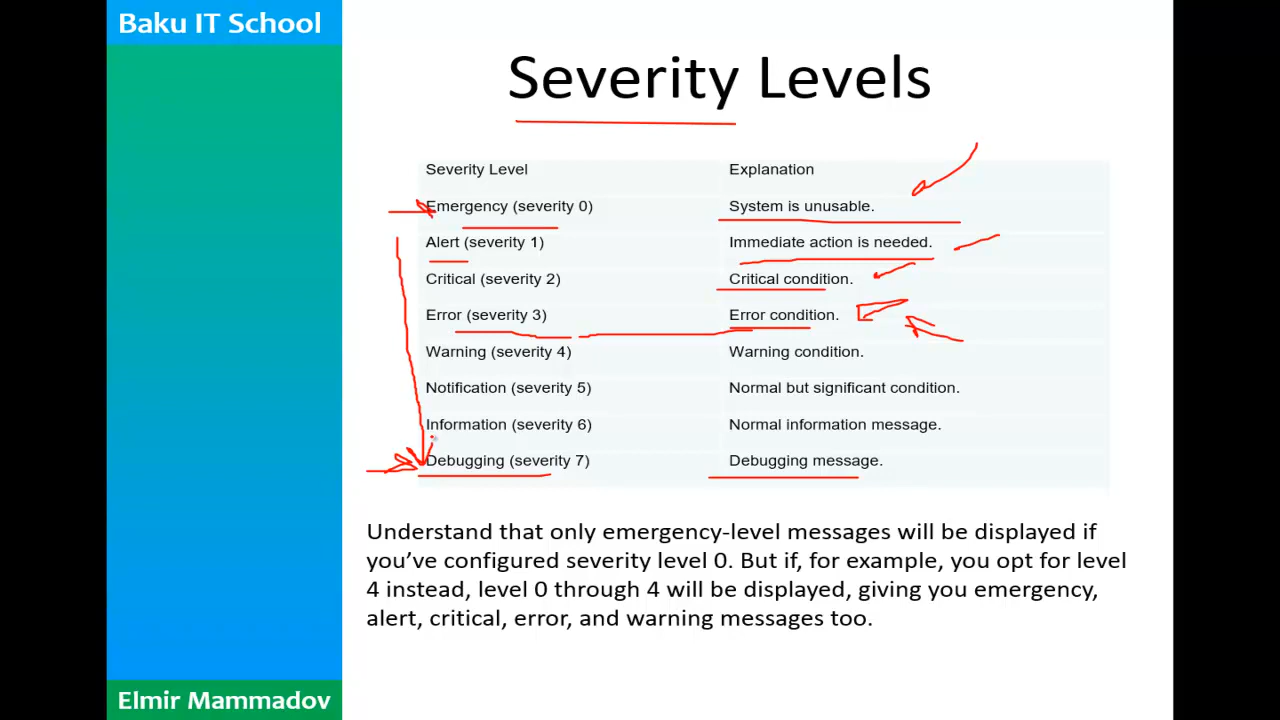 Baku IT School
Severity Levels
Severity Level Explanation
Emergency (severity 0) System is unusable.
Alert (severity 1) Immediate action is needed.
Critical (severity 2) Critical condition.
Error (severity 3) Error condition.
Warning (severity 4) Warning condition.
Notification (severity 5) Normal but significant condition.
Information (severity 6) Normal information message.
Debugging (severity 7) Debugging message.
Understand that only emergency-level messages will be displayed if
you’ve configured severity level 0. But if, for example, you opt for level
4 instead, level 0 through 4 will be displayed, giving you emergency,
alert, critical, error, and warning messages too.
Elmir Mammadov